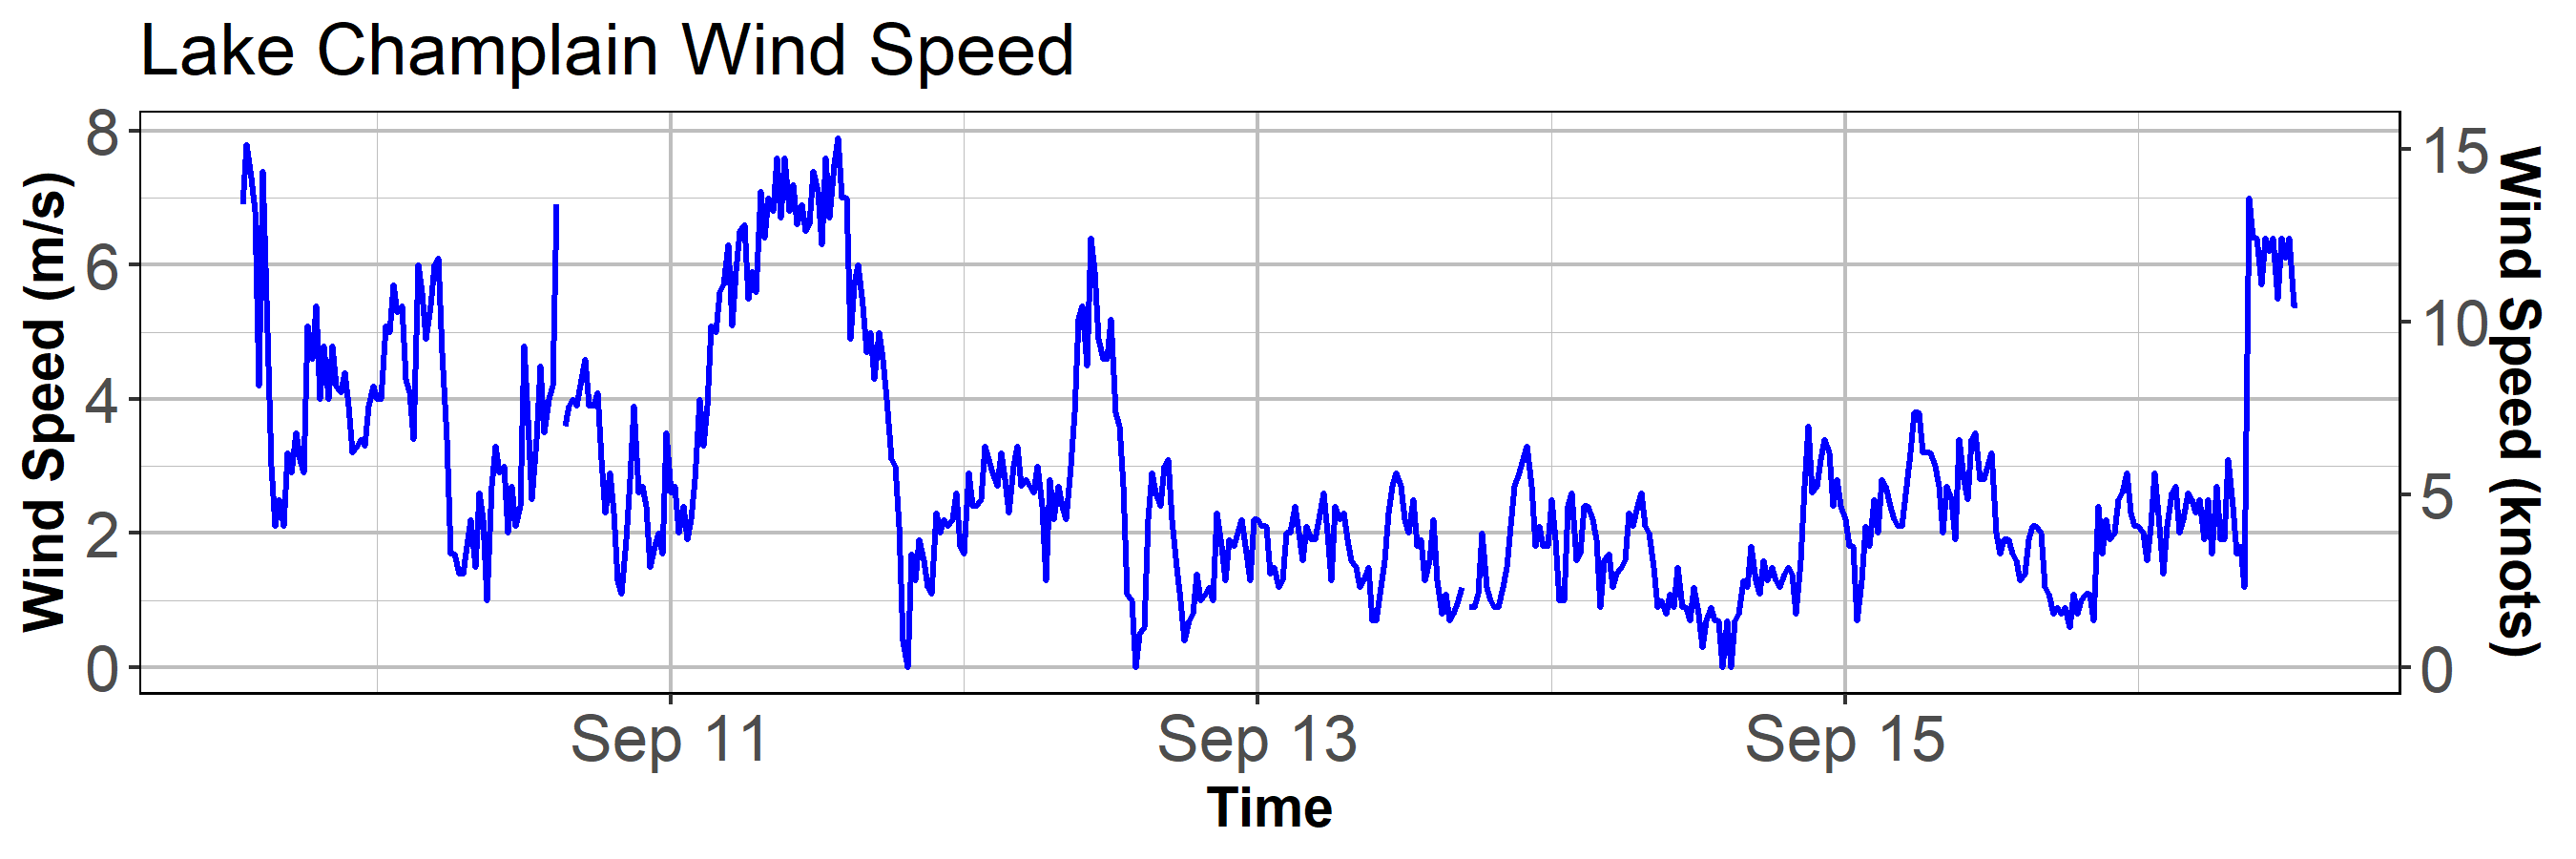 Lake Champlain Wind Speed
Wind Speed (m/s)
8
6
4
2
0
15
10
5
0
Wind Speed (knots)
Sep 11
Sep 13
Sep 15
Time